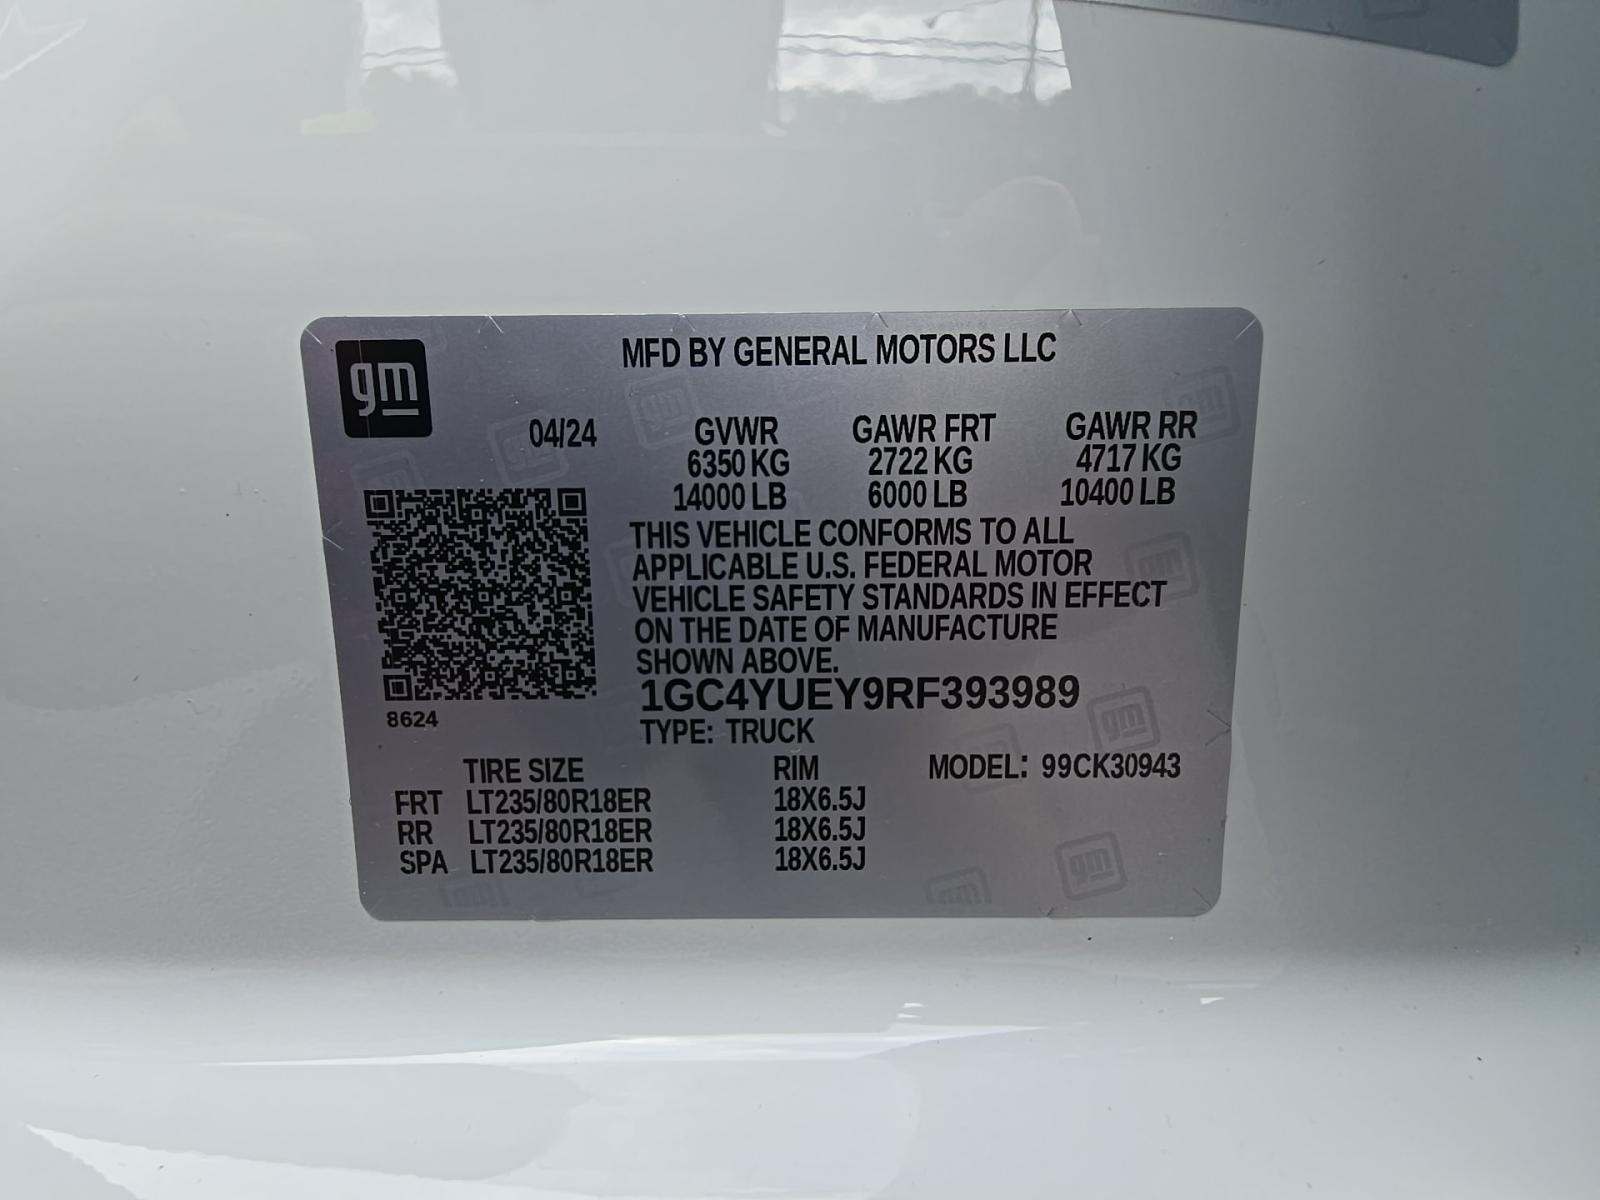 gm
MFD BY GENERAL MOTORS LLC
04/24 GVWR GAWR FRT GAWR RR
6350 KG 2722 KG 4717 KG
14000 LB 6000 LB 10400 LB
THIS VEHICLE CONFORMS TO ALL
APPLICABLE U.S. FEDERAL MOTOR
VEHICLE SAFETY STANDARDS IN EFFECT
ON THE DATE OF MANUFACTURE
SHOWN ABOVE.
1GC4YUEY9RF393989
8624
TYPE: TRUCK
TIRE SIZE RIM MODEL: 99CK30943
FRT LT235/80R18ER 18X6.5J
RR LT235/80R18ER 18X6.5J
SPA LT235/80R18ER 18X6.5J